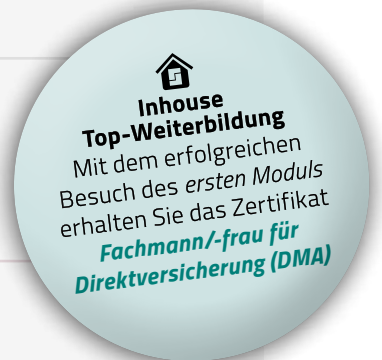 Inhouse
Top-Weiterbildung
Mit dem erfolgreichen
Besuch des ersten Moduls
erhalten Sie das Zertifikat
Fachmann/-frau für
Direktversicherung (DMA)